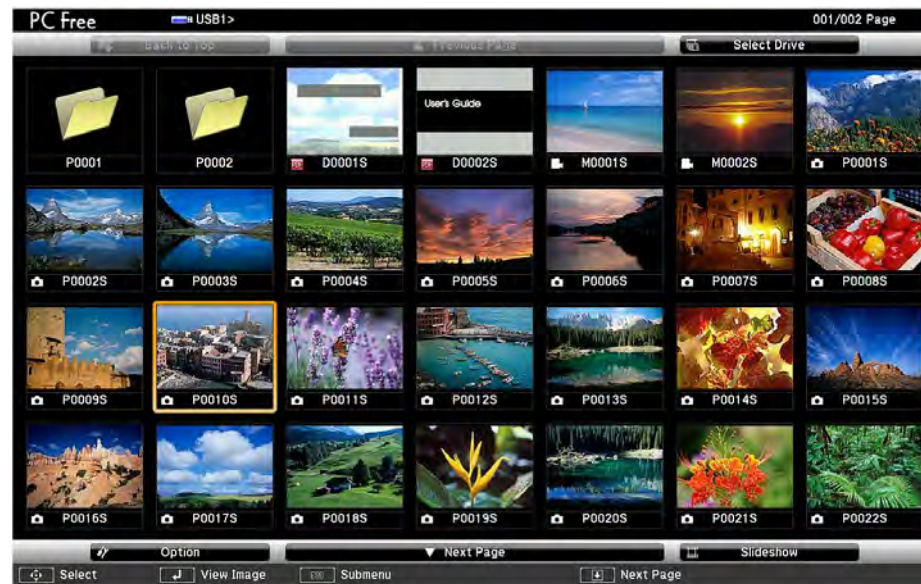 PC Free USB1> 001/002 Page
Back to Top Previous Page Select Drive
User's Guide
P0001 P0002 D0001S D0002S M0001S M0002S P0001S
P0002S P0003S P0004S P0005S P0006S P0007S P0008S
P0009S P0010S P0011S P0012S P0013S P0014S P0015S
P0016S P0017S P0018S P0019S P0020S P0021S P0022S
Option ▼ Next Page Slideshow
Select View Image Submenu Next Page